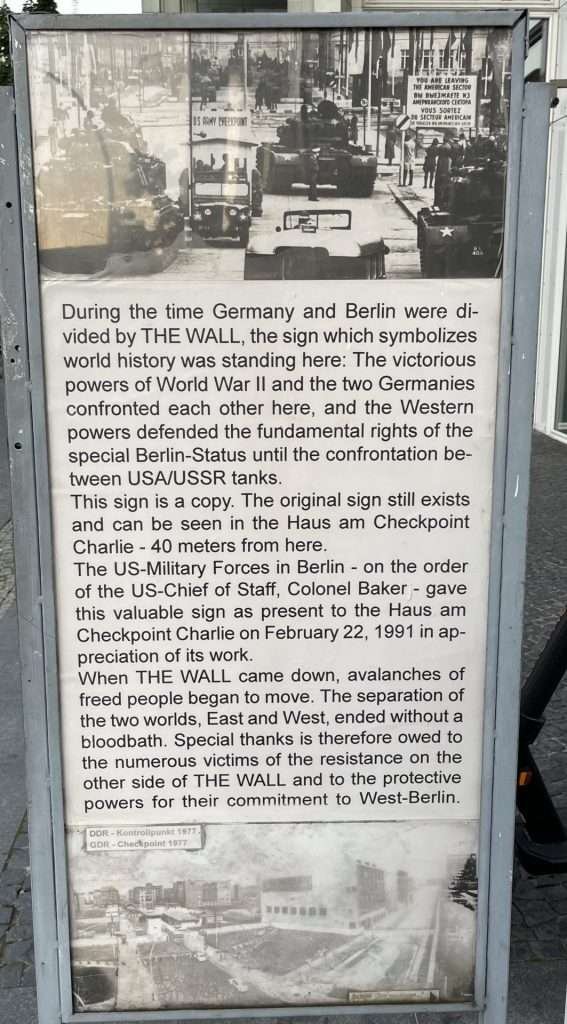 YOU ARE LEAVING
THE AMERICAN SECTOR
ВЫ ВЫЕЗЖАЕТЕ ИЗ
АМЕРИКАНСКОГО СЕКТОРА
VOUS SORTEZ
DU SECTEUR AMERICAIN
US ARMY CHECKPOINT
During the time Germany and Berlin were di-
vided by THE WALL, the sign which symbolizes
world history was standing here: The victorious
powers of World War II and the two Germanies
confronted each other here, and the Western
powers defended the fundamental rights of the
special Berlin-Status until the confrontation be-
tween USA/USSR tanks.
This sign is a copy. The original sign still exists
and can be seen in the Haus am Checkpoint
Charlie - 40 meters from here.
The US-Military Forces in Berlin - on the order
of the US-Chief of Staff, Colonel Baker - gave
this valuable sign as present to the Haus am
Checkpoint Charlie on February 22, 1991 in ap-
preciation of its work.
When THE WALL came down, avalanches of
freed people began to move. The separation of
the two worlds, East and West, ended without a
bloodbath. Special thanks is therefore owed to
the numerous victims of the resistance on the
other side of THE WALL and to the protective
powers for their commitment to West-Berlin.
DDR - Kontrollpunkt 1977
GDR - Checkpoint 1977